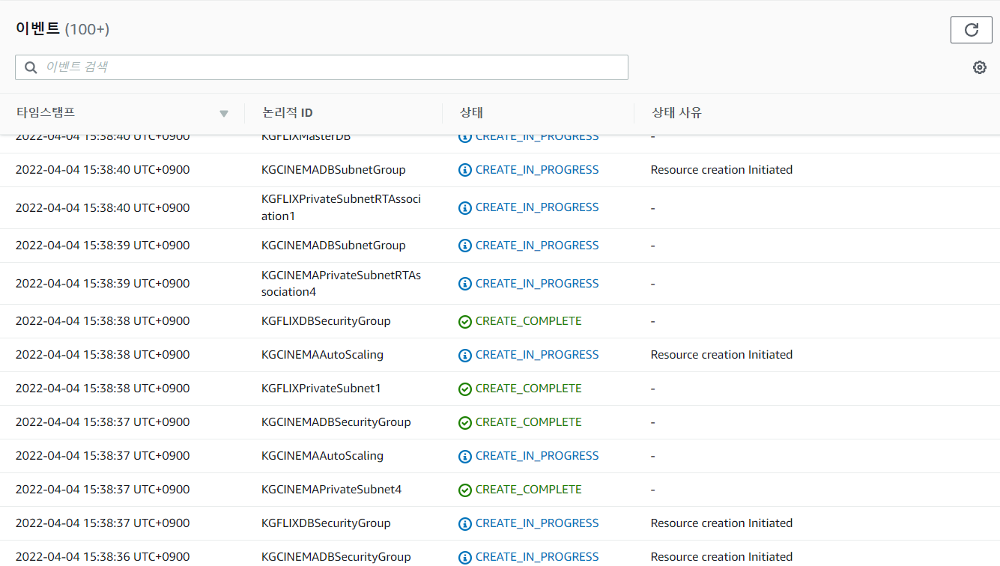 이벤트 (100+)
이벤트 검색
타임스탬프 논리적 ID 상태 상태 사유
2022-04-04 15:38:40 UTC+0900 KGFLIXMasterDB CREATE_IN_PROGRESS -
2022-04-04 15:38:40 UTC+0900 KGCINEMADBSubnetGroup CREATE_IN_PROGRESS Resource creation Initiated
2022-04-04 15:38:40 UTC+0900 KGFLIXPrivateSubnetRTAssoci CREATE_IN_PROGRESS -
ation1
2022-04-04 15:38:39 UTC+0900 KGCINEMADBSubnetGroup CREATE_IN_PROGRESS -
2022-04-04 15:38:39 UTC+0900 KGCINEMAPrivateSubnetRTAs CREATE_IN_PROGRESS -
sociation4
2022-04-04 15:38:38 UTC+0900 KGFLIXDBSecurityGroup CREATE_COMPLETE -
2022-04-04 15:38:38 UTC+0900 KGCINEMAAutoScaling CREATE_IN_PROGRESS Resource creation Initiated
2022-04-04 15:38:38 UTC+0900 KGFLIXPrivateSubnet1 CREATE_COMPLETE -
2022-04-04 15:38:37 UTC+0900 KGCINEMADBSecurityGroup CREATE_COMPLETE -
2022-04-04 15:38:37 UTC+0900 KGCINEMAAutoScaling CREATE_IN_PROGRESS -
2022-04-04 15:38:37 UTC+0900 KGCINEMAPrivateSubnet4 CREATE_COMPLETE -
2022-04-04 15:38:37 UTC+0900 KGFLIXDBSecurityGroup CREATE_IN_PROGRESS Resource creation Initiated
2022-04-04 15:38:36 UTC+0900 KGCINEMADBSecurityGroup CREATE_IN_PROGRESS Resource creation Initiated